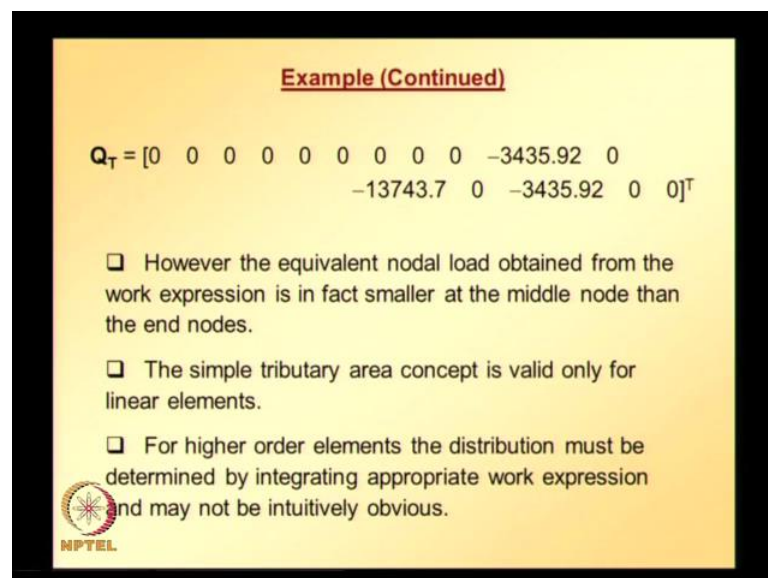 Example (Continued)
Q_T = [0 0 0 0 0 0 0 0 0 −3435.92 0
−13743.7 0 −3435.92 0 0]^T
❑ However the equivalent nodal load obtained from the
work expression is in fact smaller at the middle node than
the end nodes.
❑ The simple tributary area concept is valid only for
linear elements.
❑ For higher order elements the distribution must be
determined by integrating appropriate work expression
and may not be intuitively obvious.
NPTEL